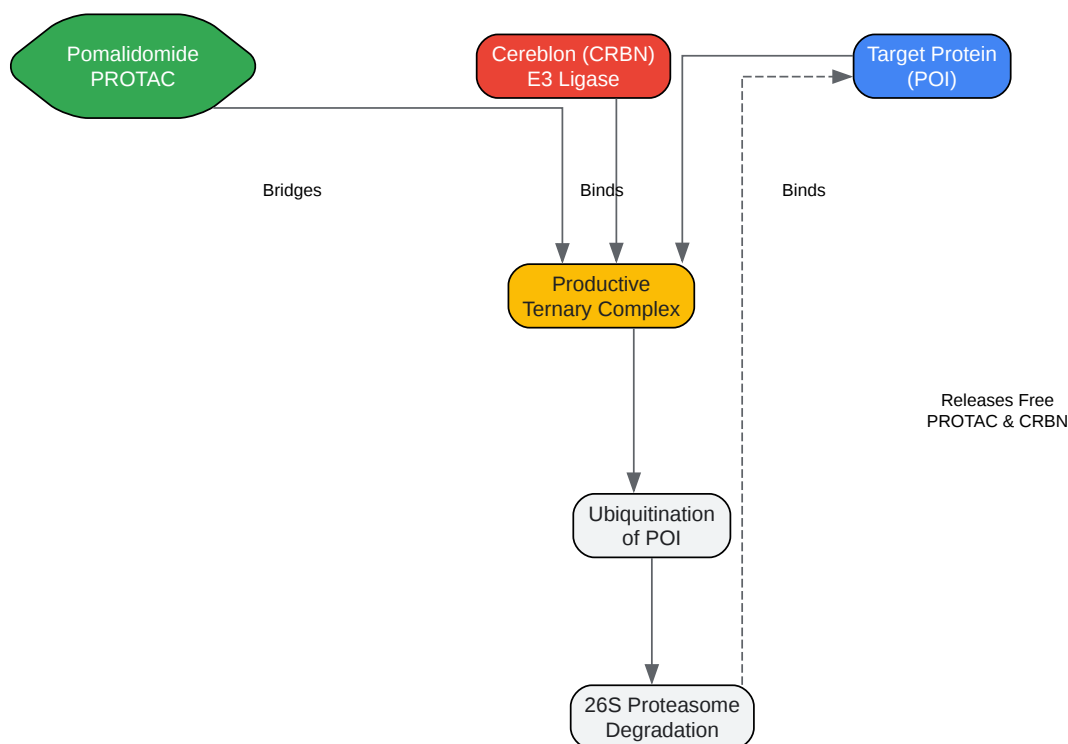 Pomalidomide
PROTAC
Cereblon (CRBN)
E3 Ligase
Target Protein
(POI)
Bridges
Binds
Binds
Productive
Ternary Complex
Releases Free
PROTAC & CRBN
Ubiquitination
of POI
26S Proteasome
Degradation